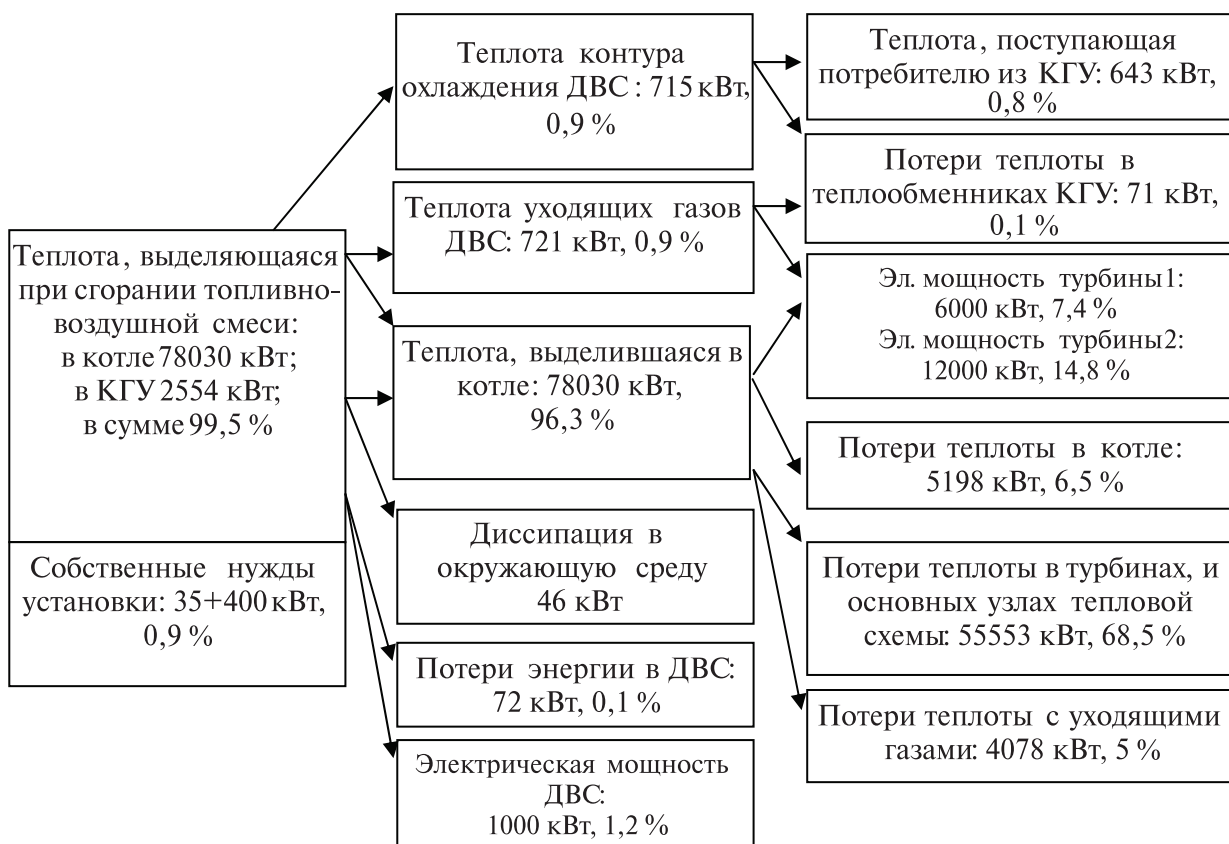 Теплота, выделяющаяся
при сгорании топливно-
воздушной смеси:
в котле 78030 кВт;
в КГУ 2554 кВт;
в сумме 99,5 %
Собственные нужды
установки: 35+400 кВт,
0,9 %
Теплота контура
охлаждения ДВС : 715 кВт,
0,9 %
Теплота уходящих газов
ДВС: 721 кВт, 0,9 %
Теплота, выделившаяся в
котле: 78030 кВт,
96,3 %
Диссипация в
окружающую среду
46 кВт
Потери энергии в ДВС:
72 кВт, 0,1 %
Электрическая мощность
ДВС:
1000 кВт, 1,2 %
Теплота, поступающая
потребителю из КГУ: 643 кВт,
0,8 %
Потери теплоты в
теплообменниках КГУ: 71 кВт,
0,1 %
Эл. мощность турбины1:
6000 кВт, 7,4 %
Эл. мощность турбины2:
12000 кВт, 14,8 %
Потери теплоты в котле:
5198 кВт, 6,5 %
Потери теплоты в турбинах, и
основных узлах тепловой
схемы: 55553 кВт, 68,5 %
Потери теплоты с уходящими
газами: 4078 кВт, 5 %